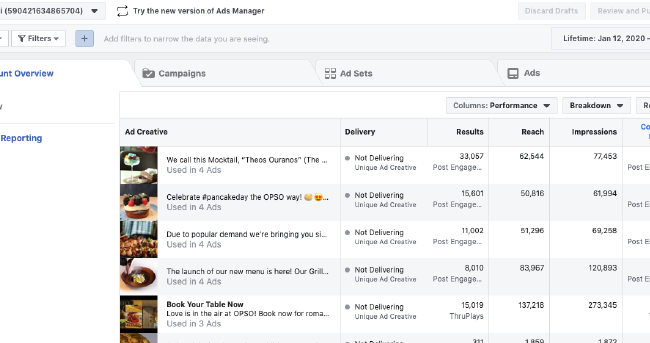 i (590421634865704) Try the new version of Ads Manager Discard Drafts Review and Pu
Filters + Add filters to narrow the data you are seeing. Lifetime: Jan 12, 2020 –
unt Overview Campaigns Ad Sets Ads
Reporting
Columns: Performance Breakdown Re
Ad Creative Delivery Results Reach Impressions Co
We call this Mocktail, "Theos Ouranos" (The ... Not Delivering 33,057 62,544 77,453
Used in 4 Ads Unique Ad Creative Post Engage... Post E
Celebrate #pancakeday the OPSO way! 🥞😍... Not Delivering 15,601 50,816 61,994
Used in 4 Ads Unique Ad Creative Post Engage... Post E
Due to popular demand we're bringing you si... Not Delivering 11,002 51,296 69,258
Used in 4 Ads Unique Ad Creative Post Engage... Post E
The launch of our new menu is here! Our Grill... Not Delivering 8,010 83,967 120,893
Used in 4 Ads Unique Ad Creative Post Engage... Post E
Book Your Table Now Not Delivering 15,019 137,218 273,345
Love is in the air at OPSO! Book now for roma... Unique Ad Creative ThruPlays
Used in 3 Ads
311 1,859 1,872